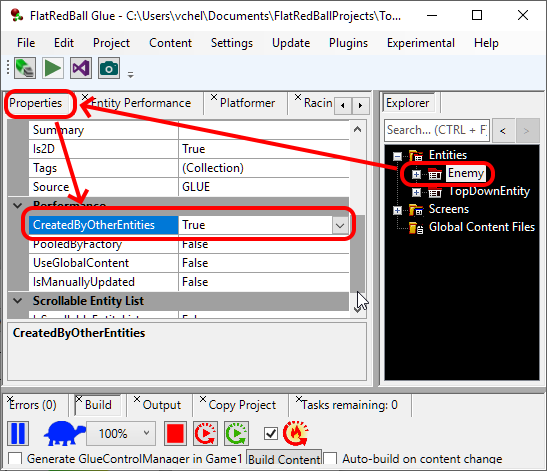 FlatRedBall Glue - C:\Users\vchel\Documents\FlatRedBallProjects\To...
File Edit Project Content Settings Update Plugins Experimental Help
Properties Entity Performance Platformer Racin
Summary
Is2D True
Tags (Collection)
Source GLUE
Performance
CreatedByOtherEntities True
PooledByFactory False
UseGlobalContent False
IsManuallyUpdated False
Scrollable Entity List
IsScrollableEntityList False
CreatedByOtherEntities
Explorer
Search... (CTRL + F)
Entities
Enemy
TopDownEntity
Screens
Global Content Files
Errors (0) Build Output Copy Project Tasks remaining: 0
100%
Generate GlueControlManager in Game1 Build Content Auto-build on content change